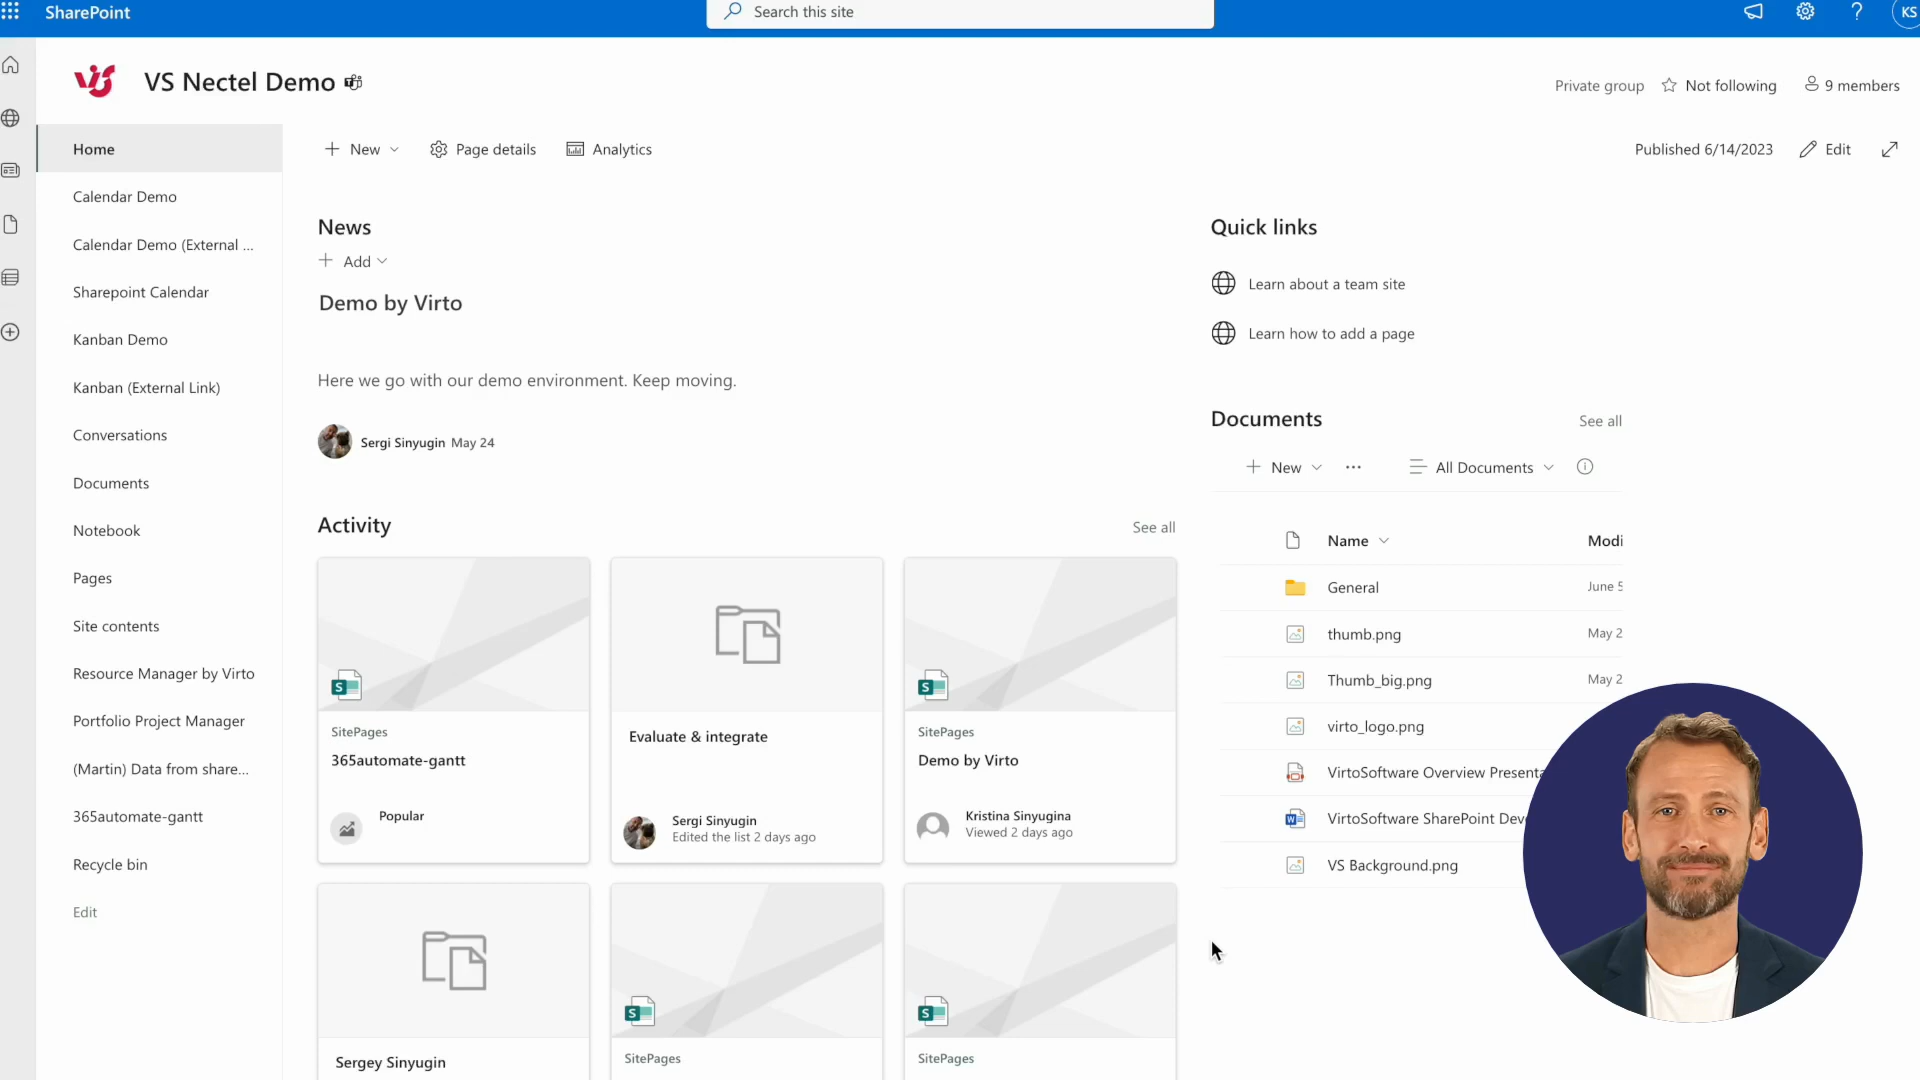 SharePoint
Search this site
KS
VS Nectel Demo
Private group
Not following
9 members
Home
Calendar Demo
Calendar Demo (External ...
Sharepoint Calendar
Kanban Demo
Kanban (External Link)
Conversations
Documents
Notebook
Pages
Site contents
Resource Manager by Virto
Portfolio Project Manager
(Martin) Data from share...
365automate-gantt
Recycle bin
Edit
New
Page details
Analytics
Published 6/14/2023
Edit
News
Add
Demo by Virto
Here we go with our demo environment. Keep moving.
Sergi Sinyugin May 24
Activity
See all
SitePages
365automate-gantt
Popular
Evaluate & integrate
Sergi Sinyugin
Edited the list 2 days ago
SitePages
Demo by Virto
Kristina Sinyugina
Viewed 2 days ago
Sergey Sinyugin
SitePages
SitePages
Quick links
Learn about a team site
Learn how to add a page
Documents
See all
New
All Documents
Name
Modi
General
June 5
thumb.png
May 2
Thumb_big.png
May 2
virto_logo.png
VirtoSoftware Overview Presenta
VirtoSoftware SharePoint Dev
VS Background.png